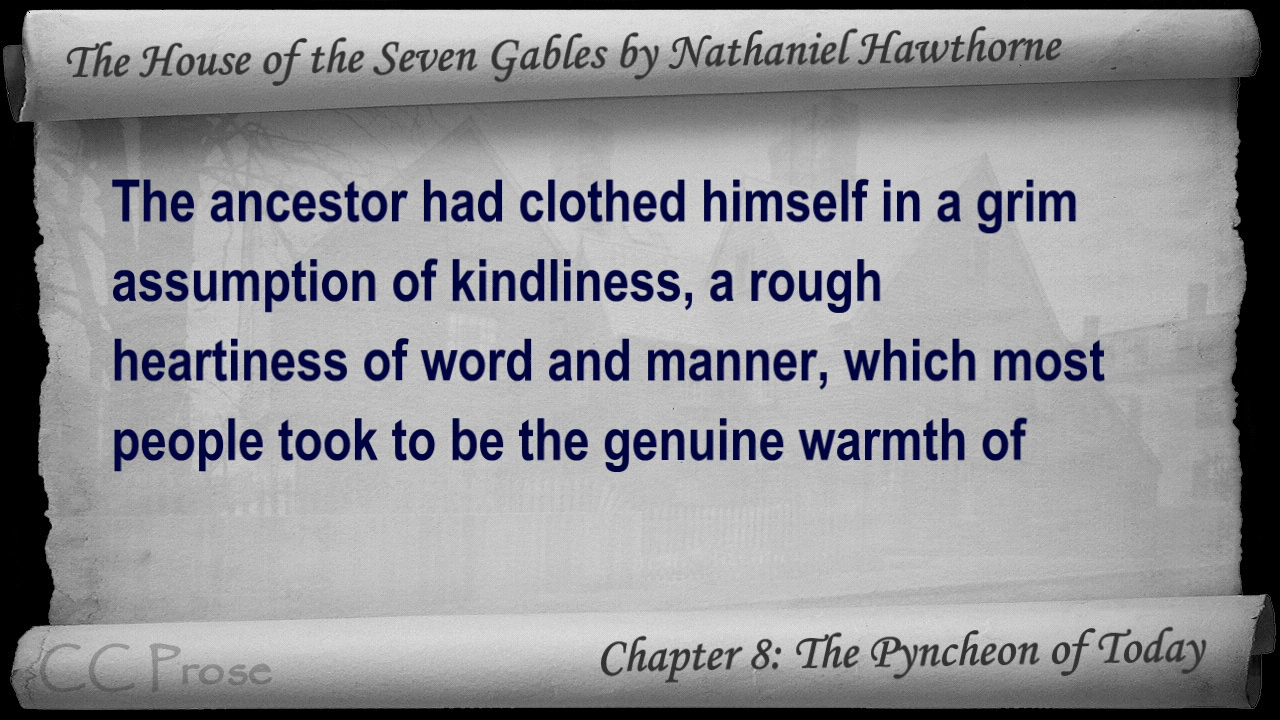 The House of the Seven Gables by Nathaniel Hawthorne
The ancestor had clothed himself in a grim
assumption of kindliness, a rough
heartiness of word and manner, which most
people took to be the genuine warmth of
CC Prose
Chapter 8: The Pyncheon of Today